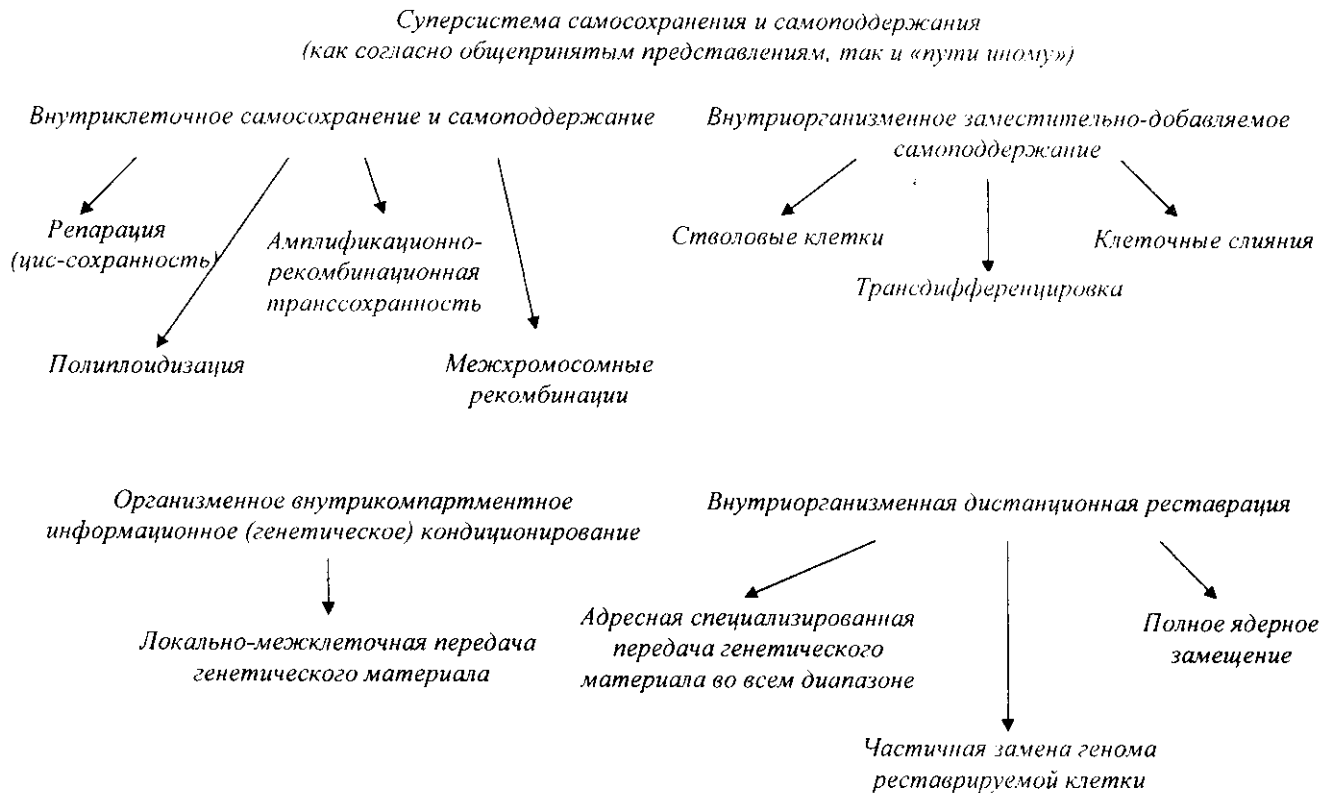 Суперсистема самосохранения и самоподдержания
(как согласно общепринятым представлениям, так и «пути иному»)
Внутриклеточное самосохранение и самоподдержание
Репарация
(цис-сохранность)
Амплификационно-
рекомбинационная
транссохранность
Полиплоидизация
Межхромосомные
рекомбинации
Внутриорганизменное заместительно-добавляемое
самоподдержание
Стволовые клетки
Клеточные слияния
Трансдифференцировка
Организменное внутрикомпартментное
информационное (генетическое) кондиционирование
Локально-межклеточная передача
генетического материала
Внутриорганизменная дистанционная реставрация
Адресная специализированная
передача генетического
материала во всем диапазоне
Полное ядерное
замещение
Частичная замена генома
реставрируемой клетки